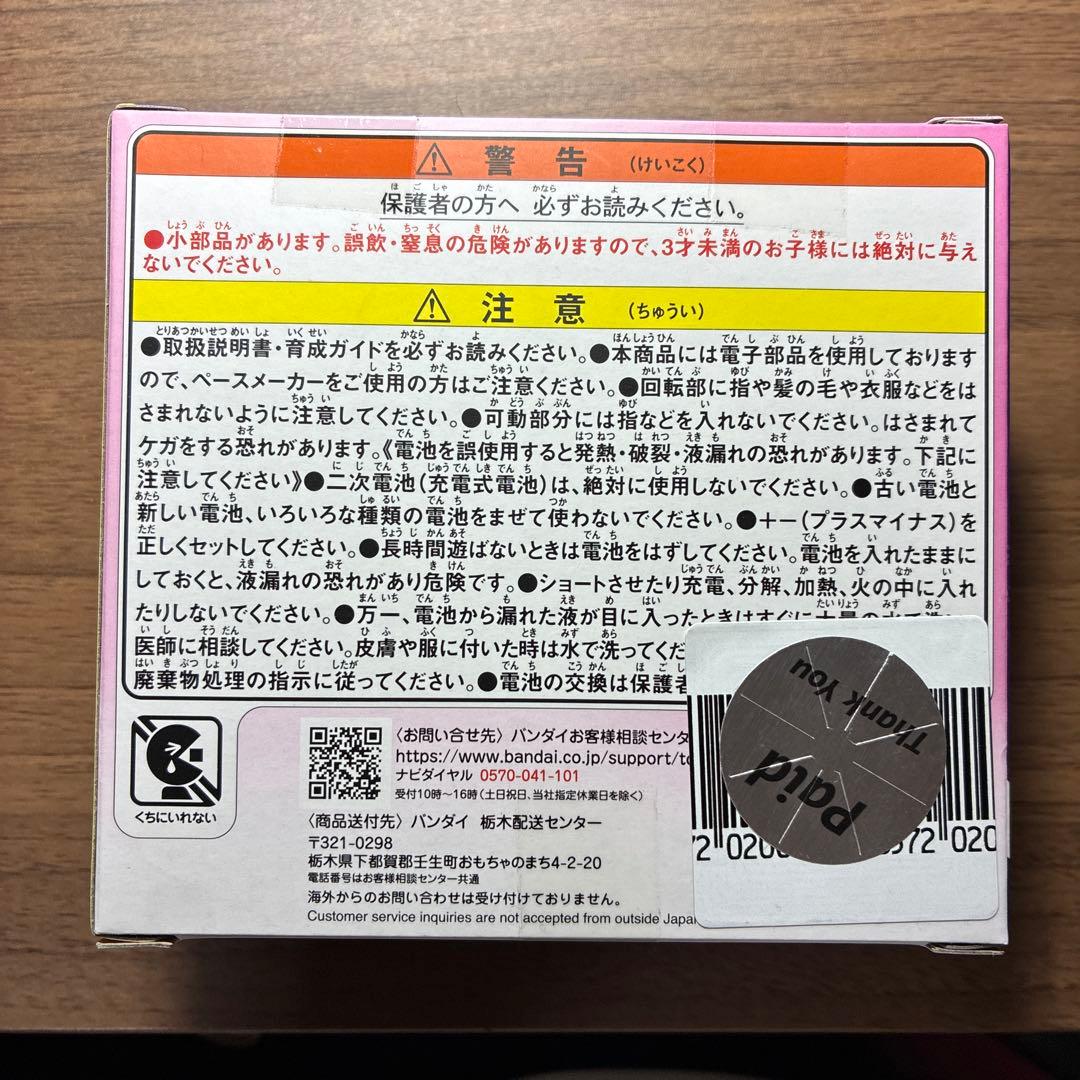 警告 (けいこく)
保護者の方へ 必ずお読みください。
●小部品があります。誤飲・窒息の危険がありますので、3才未満のお子様には絶対に与え
ないでください。
注意 (ちゅうい)
●取扱説明書・育成ガイドを必ずお読みください。●本商品には電子部品を使用しております
ので、ペースメーカーをご使用の方はご注意ください。●回転部に指や髪の毛や衣服などをは
さまれないように注意してください。●可動部分には指などを入れないでください。はさまれて
ケガをする恐れがあります。《電池を誤使用すると発熱・破裂・液漏れの恐れがあります。下記に
注意してください》●二次電池(充電式電池)は、絶対に使用しないでください。●古い電池と
新しい電池、いろいろな種類の電池をまぜて使わないでください。●+-(プラスマイナス)を
正しくセットしてください。●長時間遊ばないときは電池をはずしてください。電池を入れたままに
しておくと、液漏れの恐れがあり危険です。●ショートさせたり充電、分解、加熱、火の中に入れ
たりしないでください。●万一、電池から漏れた液が目に入ったときはすぐに大量の水で
医師に相談してください。皮膚や服に付いた時は水で洗ってくだ
廃棄物処理の指示に従ってください。●電池の交換は保護者
くちにいれない
〈お問い合せ先〉バンダイお客様相談センタ
https://www.bandai.co.jp/support/to
ナビダイヤル 0570-041-101
受付10時～16時(土日祝日、当社指定休業日を除く)
〈商品送付先〉バンダイ 栃木配送センター
〒321-0298
栃木県下都賀郡壬生町おもちゃのまち4-2-20
電話番号はお客様相談センター共通
海外からのお問い合わせは受け付けておりません。
Customer service inquiries are not accepted from outside Japan
Thank You
Paid
72 020
572 020